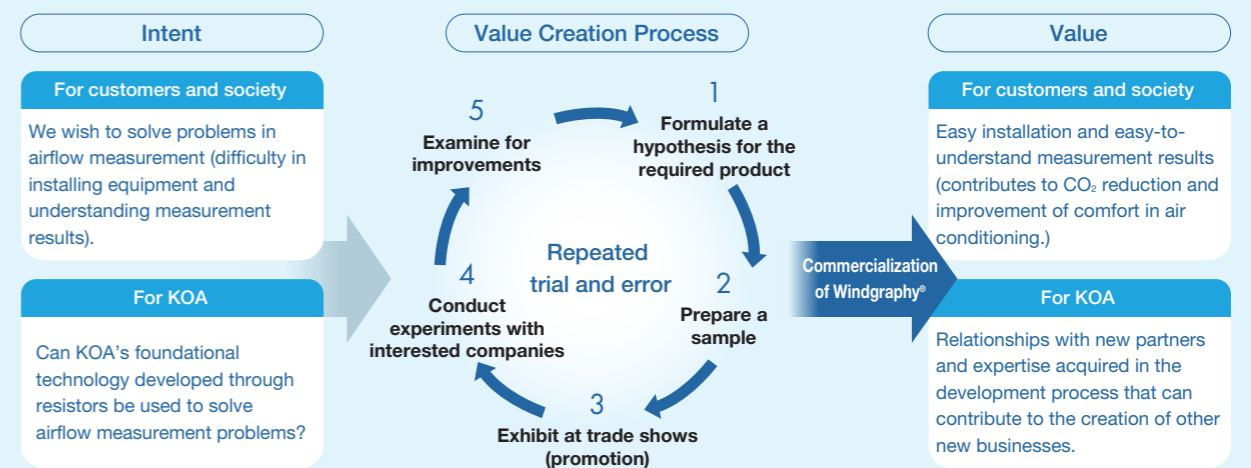 Intent
For customers and society
We wish to solve problems in
airflow measurement (difficulty in
installing equipment and
understanding measurement
results).
For KOA
Can KOA's foundational
technology developed through
resistors be used to solve
airflow measurement problems?
Value Creation Process
1
Formulate a
hypothesis for the
required product
2
Prepare a
sample
3
Exhibit at trade shows
(promotion)
4
Conduct
experiments with
interested companies
5
Examine for
improvements
Repeated
trial and error
Commercialization
of Windgraphy®
Value
For customers and society
Easy installation and easy-to-
understand measurement results
(contributes to CO₂ reduction and
improvement of comfort in air
conditioning.)
For KOA
Relationships with new partners
and expertise acquired in the
development process that can
contribute to the creation of other
new businesses.